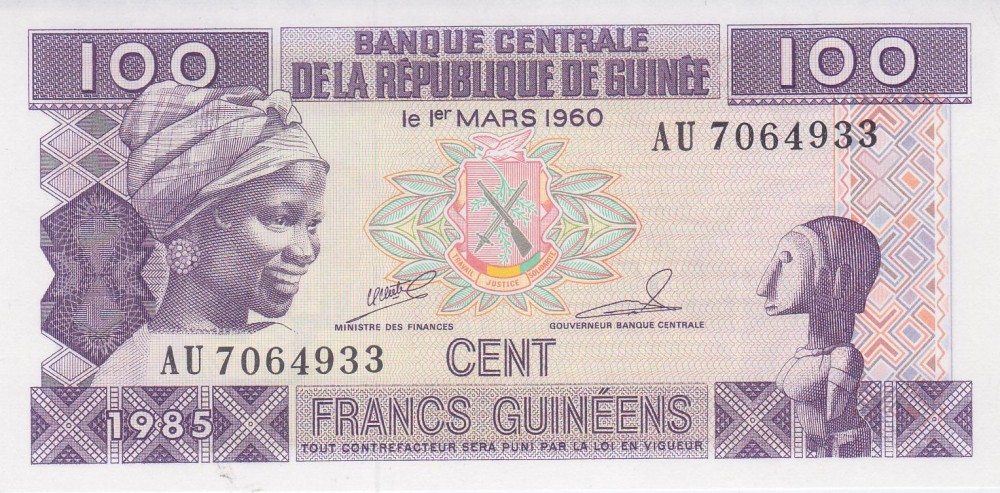 100
BANQUE CENTRALE
100
DE LA RÉPUBLIQUE DE GUINÉE
le 1er MARS 1960
AU 7064933
TRAVAIL JUSTICE SOLIDARITÉ
MINISTRE DES FINANCES
GOUVERNEUR BANQUE CENTRALE
AU 7064933
CENT
1985
FRANCS GUINÉENS
TOUT CONTREFACTEUR SERA PUNI PAR LA LOI EN VIGUEUR